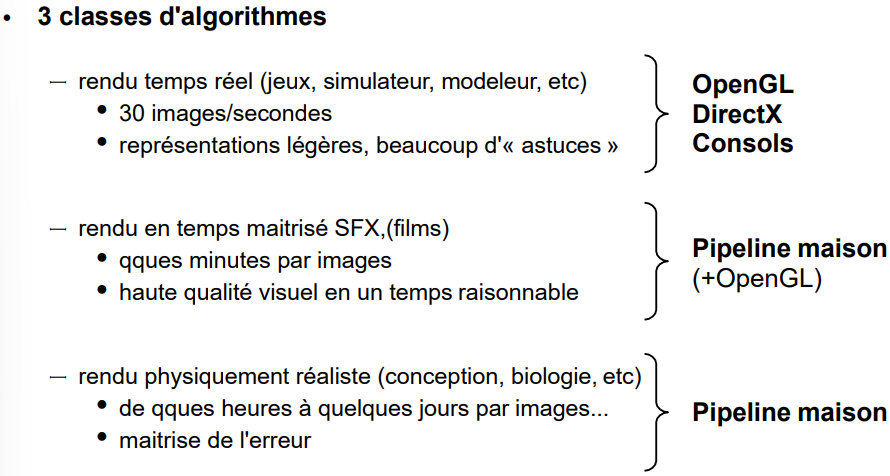 • 3 classes d'algorithmes
— rendu temps réel (jeux, simulateur, modeleur, etc)
• 30 images/secondes
• représentations légères, beaucoup d'« astuces »
OpenGL
DirectX
Consols
— rendu en temps maitrisé SFX,(films)
• qques minutes par images
• haute qualité visuel en un temps raisonnable
Pipeline maison
(+OpenGL)
— rendu physiquement réaliste (conception, biologie, etc)
• de qques heures à quelques jours par images...
• maitrise de l'erreur
Pipeline maison